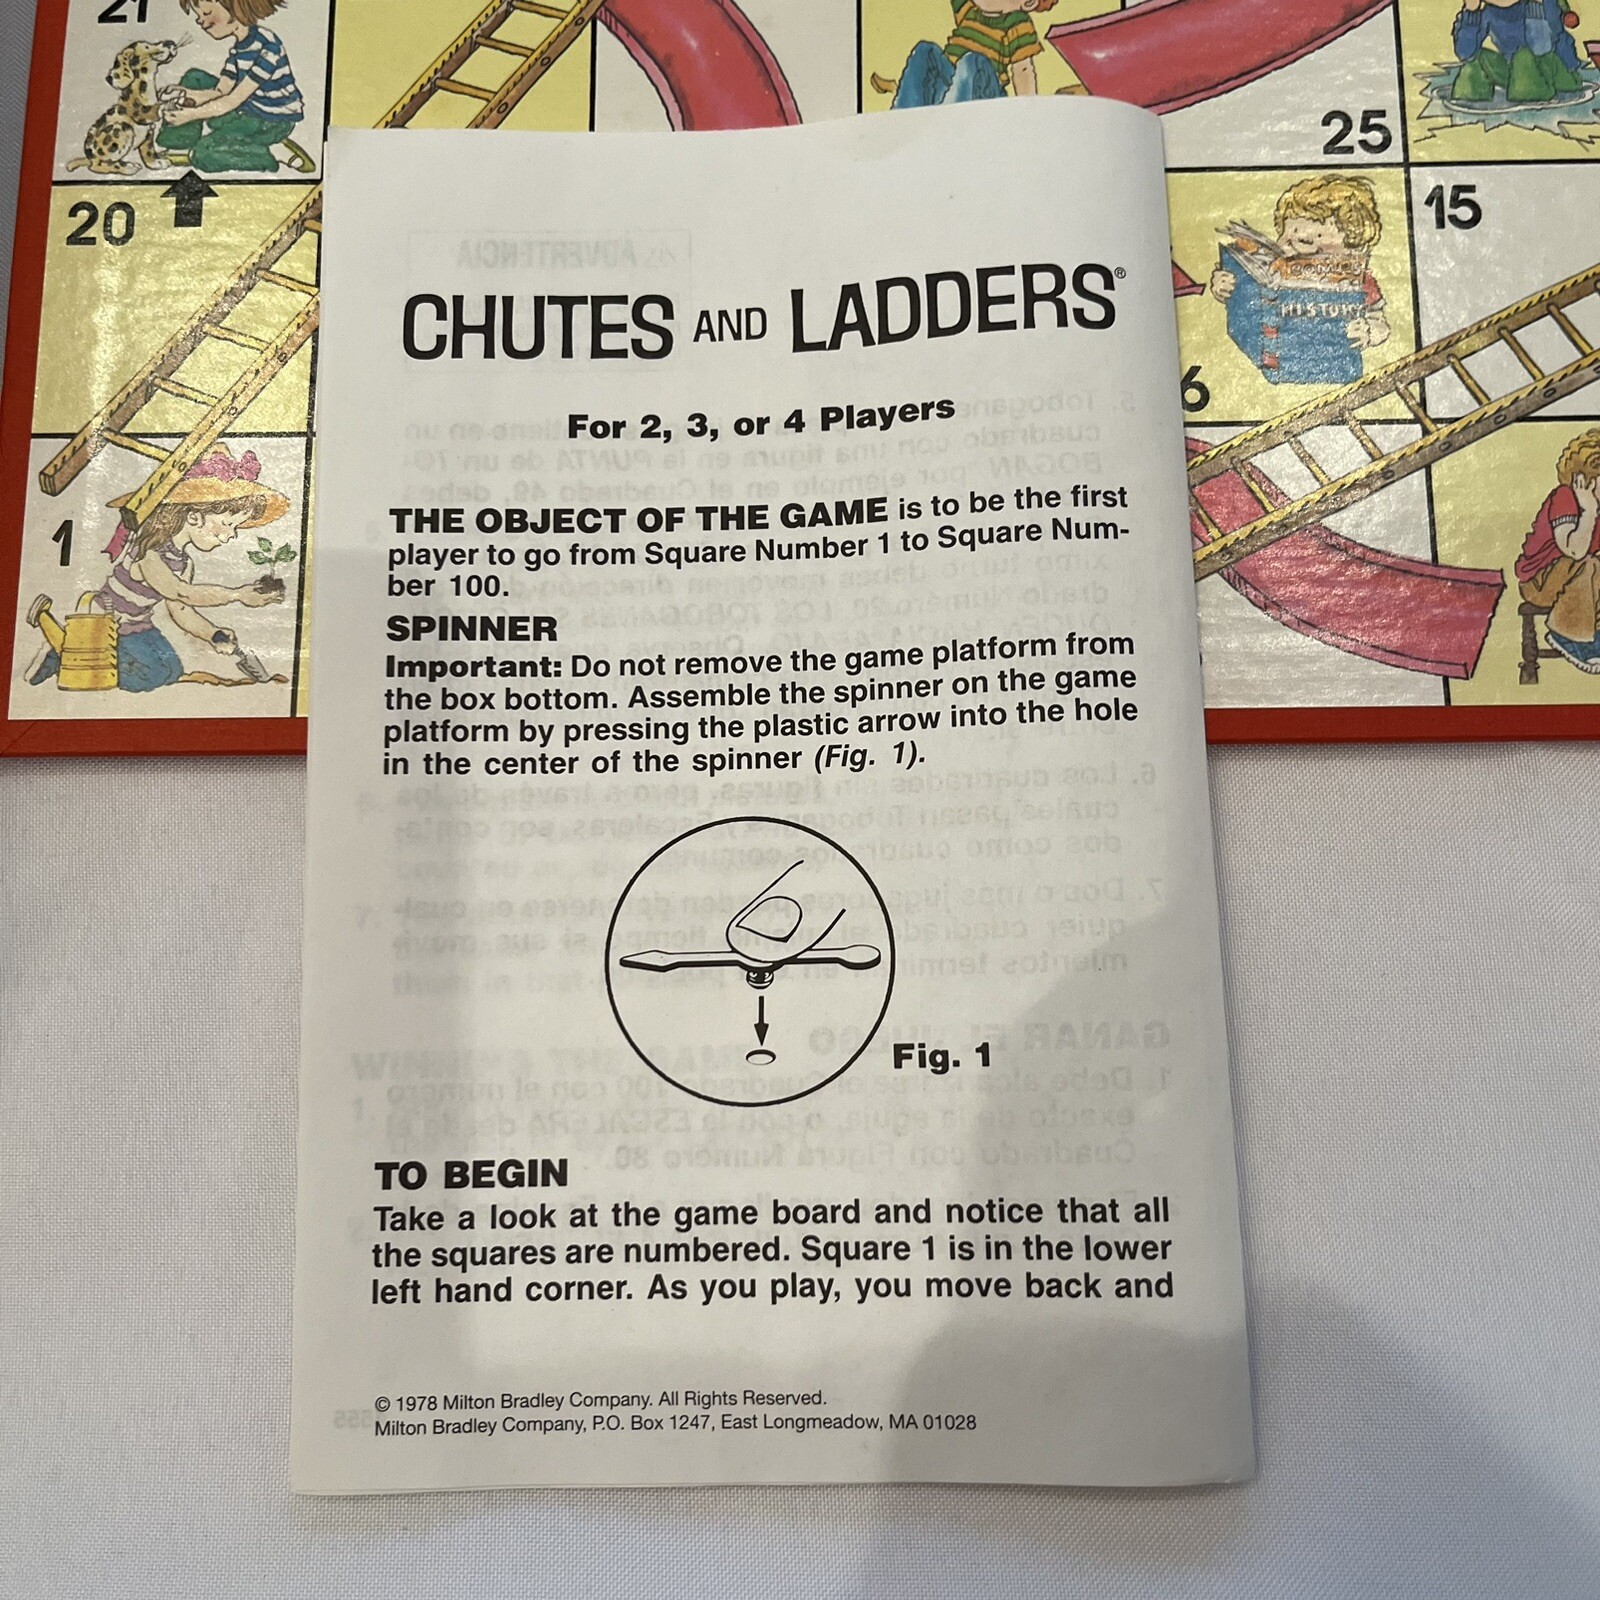 21
25
20
15
COMICS
HISTORY
6
1
CHUTES AND LADDERS®
For 2, 3, or 4 Players
THE OBJECT OF THE GAME is to be the first
player to go from Square Number 1 to Square Num-
ber 100.
SPINNER
Important: Do not remove the game platform from
the box bottom. Assemble the spinner on the game
platform by pressing the plastic arrow into the hole
in the center of the spinner (Fig. 1).
Fig. 1
TO BEGIN
Take a look at the game board and notice that all
the squares are numbered. Square 1 is in the lower
left hand corner. As you play, you move back and
© 1978 Milton Bradley Company. All Rights Reserved.
Milton Bradley Company, P.O. Box 1247, East Longmeadow, MA 01028